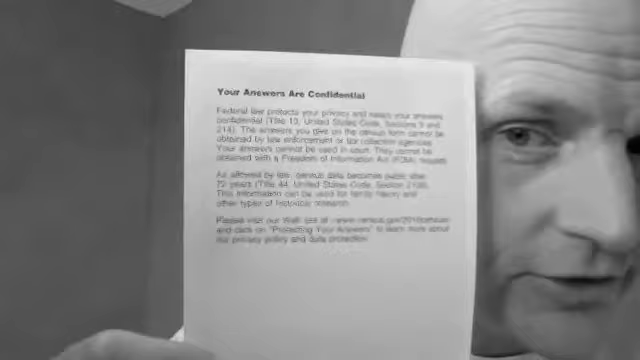 Your Answers Are Confidential
Federal law protects your privacy and keeps your answers
confidential (Title 13, United States Code, Sections 9 and
214). The answers you give on the census form cannot be
obtained by law enforcement or tax collection agencies.
Your answers cannot be used in court. They cannot be
obtained with a Freedom of Information Act (FOIA) request.
As allowed by law, census data becomes public after
72 years (Title 44, United States Code, Section 2108).
This information can be used for family history and
other types of historical research.
Please visit our Web site at <www.census.gov/2010census>
and click on "Protecting Your Answers" to learn more about
our privacy policy and data protection.